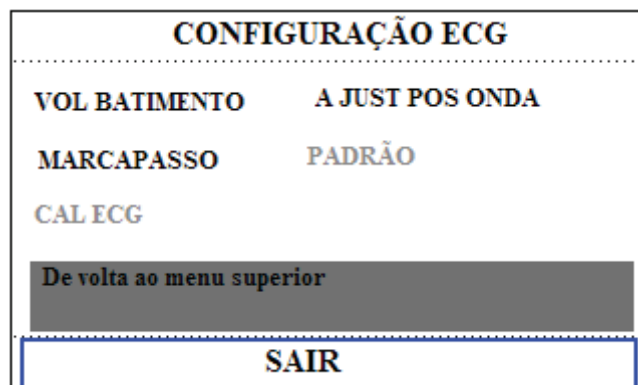 CONFIGURAÇÃO ECG
VOL BATIMENTO A JUST POS ONDA
MARCAPASSO PADRÃO
CAL ECG
De volta ao menu superior
SAIR